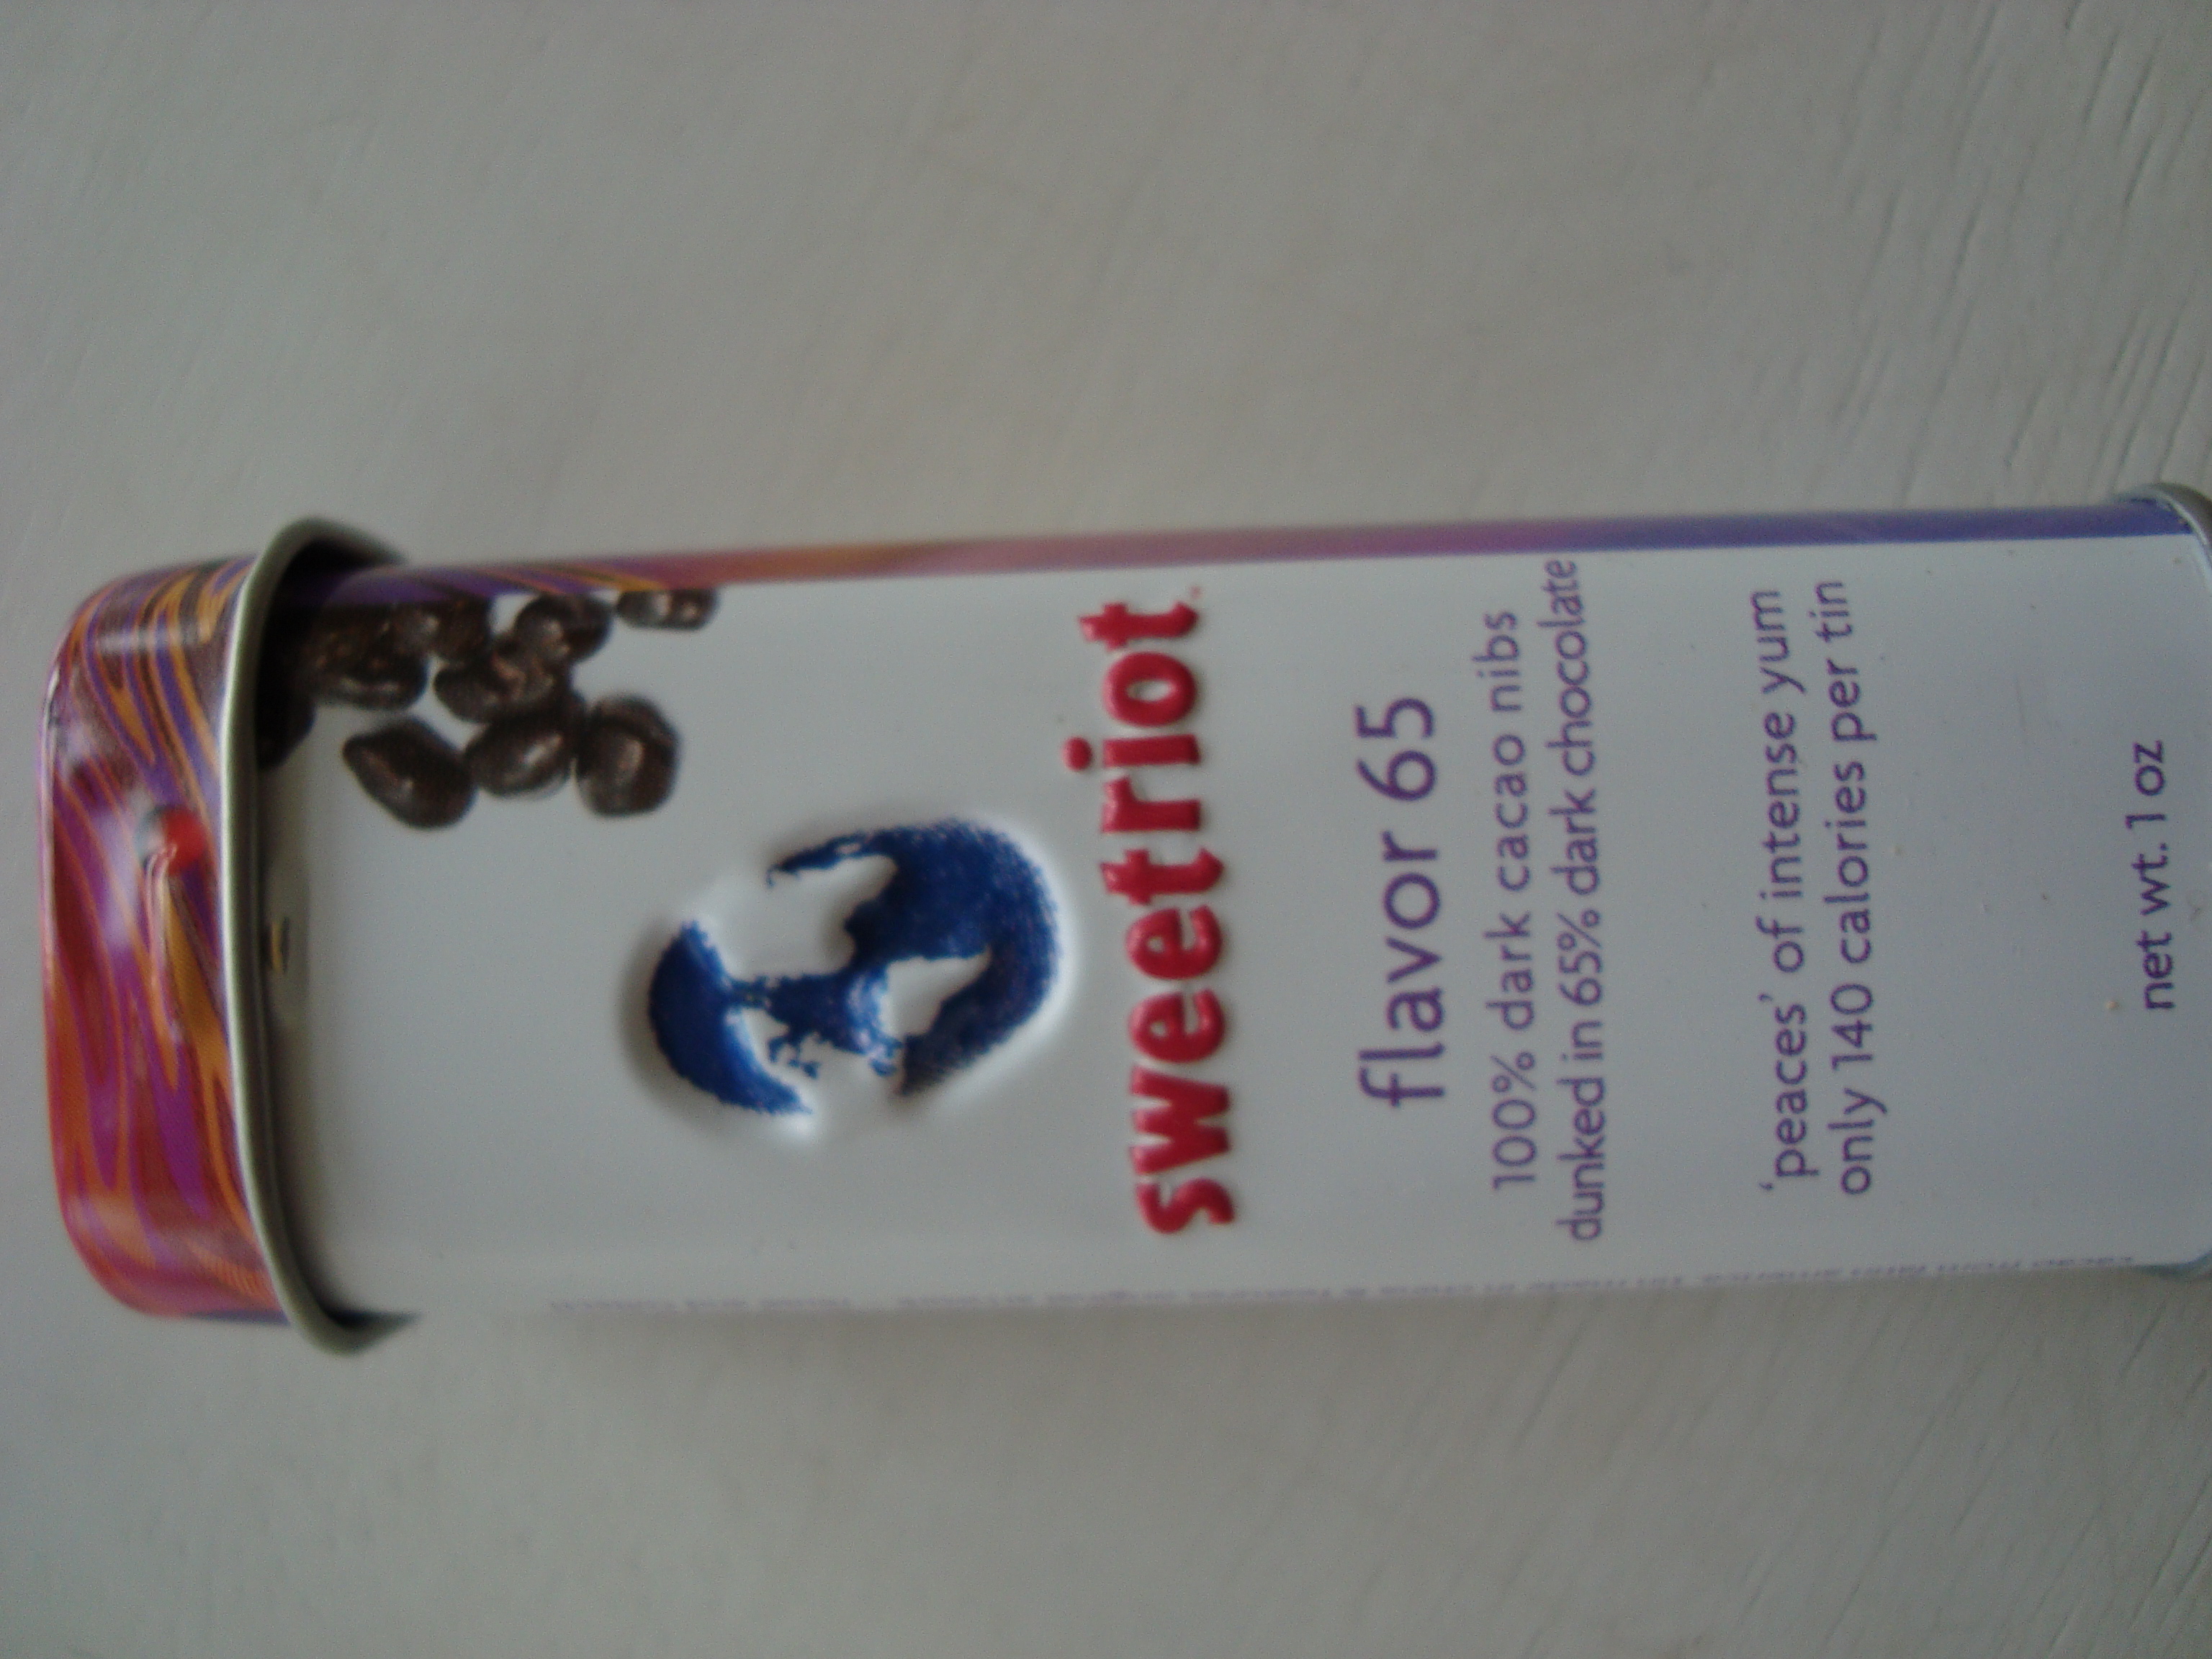 sweetriot
flavor 65
100% dark cacao nibs
dunked in 65% dark chocolate
'peaces' of intense yum
only 140 calories per tin
net wt. 1 oz